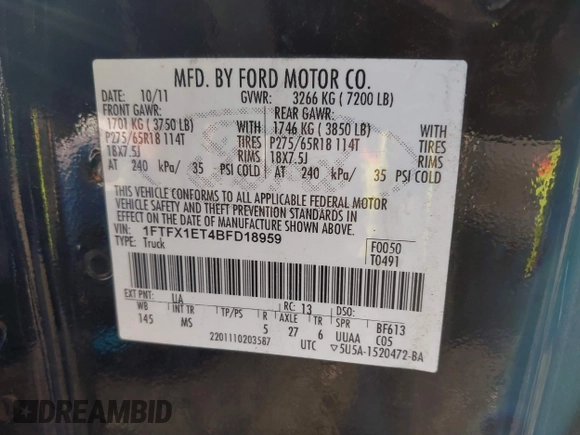 MFD. BY FORD MOTOR CO.
DATE: 10/11 GVWR: 3266 KG ( 7200 LB)
FRONT GAWR: REAR GAWR:
1701 KG ( 3750 LB) WITH 1746 KG ( 3850 LB) WITH
P275/65R18 114T TIRES P275/65R18 114T TIRES
18X7.5J RIMS 18X7.5J RIMS
AT 240 kPa/ 35 PSI COLD AT 240 kPa/ 35 PSI COLD
THIS VEHICLE CONFORMS TO ALL APPLICABLE FEDERAL MOTOR
VEHICLE SAFETY AND THEFT PREVENTION STANDARDS IN
EFFECT ON THE DATE OF MANUFACTURE SHOWN ABOVE.
VIN: 1FTFX1ET4BFD18959 F0050
TYPE: Truck T0491
EXT PNT: UA RC: 13 DSO:
WB INT TR TP/PS R AXLE TR SPR BF613
145 MS 5 27 6 UUAA C05
2201110203587 UTC ▽5U5A-1520472-BA
DREAMBID